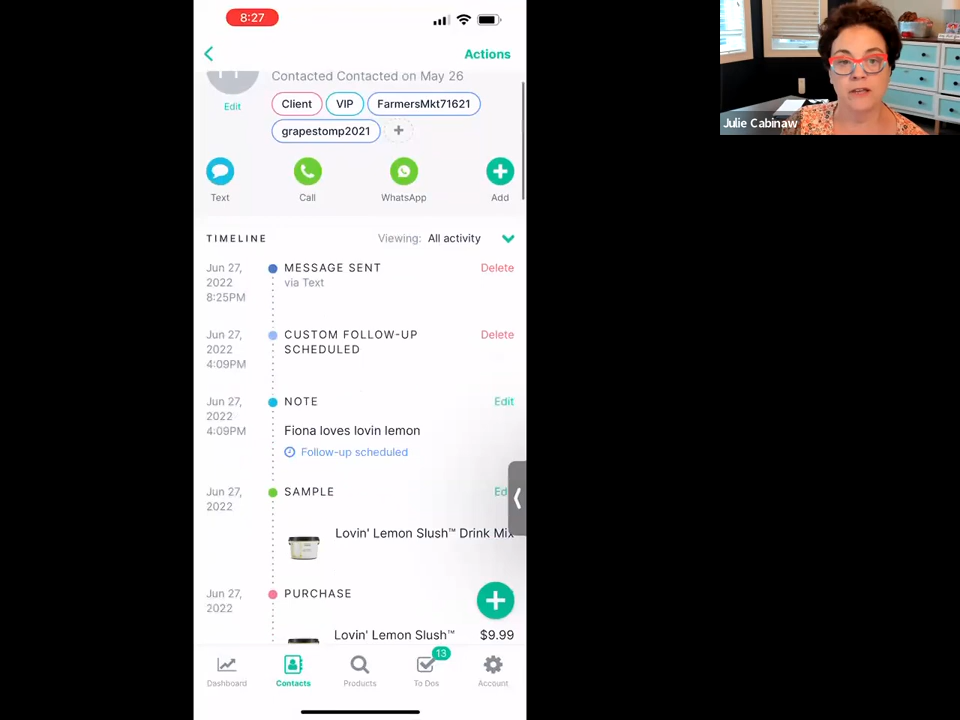 8:27
Actions
Contacted Contacted on May 26
Edit
Client
VIP
FarmersMkt71621
grapestomp2021
Text
Call
WhatsApp
Add
TIMELINE
Viewing: All activity
Jun 27,
2022
8:25PM
MESSAGE SENT
via Text
Delete
Jun 27,
2022
4:09PM
CUSTOM FOLLOW-UP
SCHEDULED
Delete
Jun 27,
2022
4:09PM
NOTE
Edit
Fiona loves lovin lemon
Follow-up scheduled
Jun 27,
2022
SAMPLE
Lovin' Lemon Slush™ Drink Mix
Jun 27,
2022
PURCHASE
Lovin' Lemon Slush™
$9.99
Dashboard
Contacts
Products
13
To Dos
Account
Julie Cabinaw